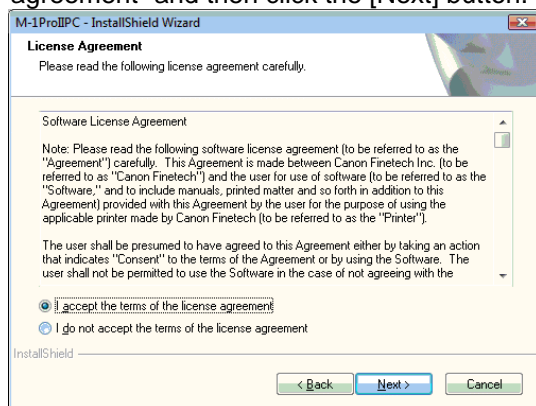 agreement" and then click the [Next] button.
M-1ProIIPC - InstallShield Wizard
License Agreement
Please read the following license agreement carefully.
Software License Agreement
Note: Please read the following software license agreement (to be referred to as the
"Agreement") carefully. This Agreement is made between Canon Finetech Inc. (to be
referred to as "Canon Finetech") and the user for use of software (to be referred to as the
"Software," and to include manuals, printed matter and so forth in addition to this
Agreement) provided with this Agreement by the user for the purpose of using the
applicable printer made by Canon Finetech (to be referred to as the "Printer").
The user shall be presumed to have agreed to this Agreement either by taking an action
that indicates "Consent" to the terms of the Agreement or by using the Software. The
user shall not be permitted to use the Software in the case of not agreeing with the
I accept the terms of the license agreement
I do not accept the terms of the license agreement
InstallShield
< Back
Next >
Cancel